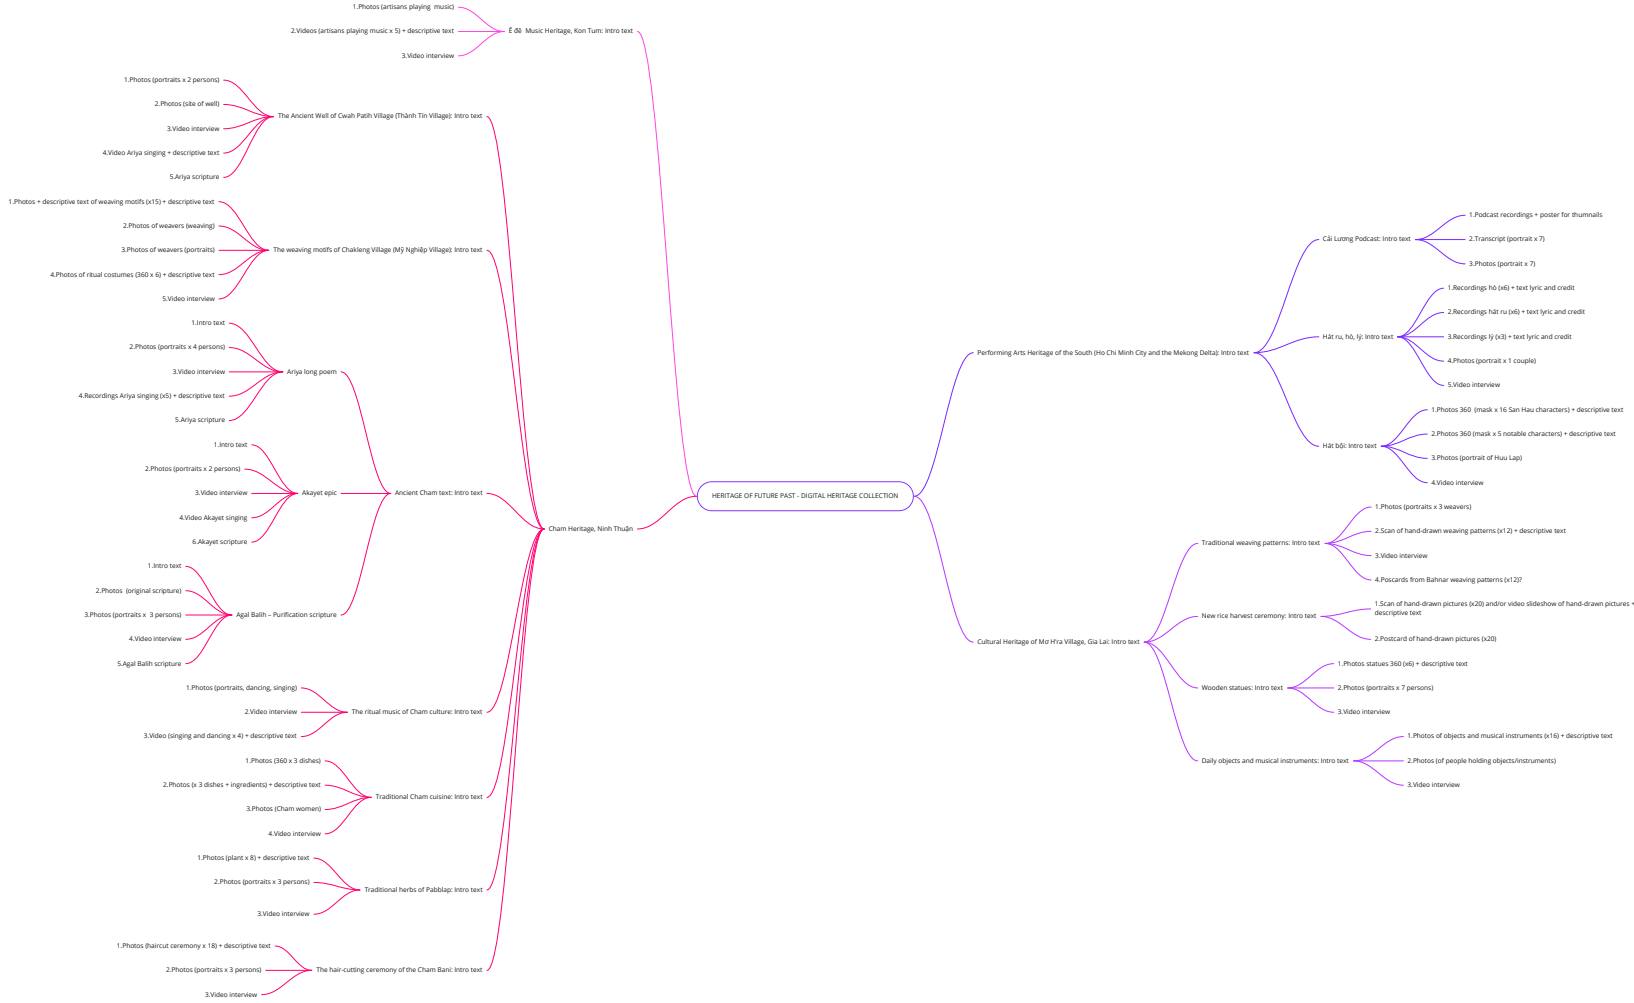 HERITAGE OF FUTURE PAST - DIGITAL HERITAGE COLLECTION
Ê đê  Music Heritage, Kon Tum: Intro text
1.Photos (artisans playing  music)
2.Videos (artisans playing music x 5) + descriptive text
3.Video interview
Cham Heritage, Ninh Thuận
The Ancient Well of Cwah Patih Village (Thành Tín Village): Intro text
1.Photos (portraits x 2 persons)
2.Photos (site of well)
3.Video interview
4.Video Ariya singing + descriptive text
5.Ariya scripture
The weaving motifs of Chakleng Village (Mỹ Nghiệp Village): Intro text
1.Photos + descriptive text of weaving motifs (x15) + descriptive text
2.Photos of weavers (weaving)
3.Photos of weavers (portraits)
4.Photos of ritual costumes (360 x 6) + descriptive text
5.Video interview
Ancient Cham text: Intro text
Ariya long poem
1.Intro text
2.Photos (portraits x 4 persons)
3.Video interview
4.Recordings Ariya singing (x5) + descriptive text
5.Ariya scripture
Akayet epic
1.Intro text
2.Photos (portraits x 2 persons)
3.Video interview
4.Video Akayet singing
6.Akayet scripture
Agal Balih – Purification scripture
1.Intro text
2.Photos  (original scripture)
3.Photos (portraits x  3 persons)
4.Video interview
5.Agal Balih scripture
The ritual music of Cham culture: Intro text
1.Photos (portraits, dancing, singing)
2.Video interview
3.Video (singing and dancing x 4) + descriptive text
Traditional Cham cuisine: Intro text
1.Photos (360 x 3 dishes)
2.Photos (x 3 dishes + ingredients) + descriptive text
3.Photos (Cham women)
4.Video interview
Traditional herbs of Pabblap: Intro text
1.Photos (plant x 8) + descriptive text
2.Photos (portraits x 3 persons)
3.Video interview
The hair-cutting ceremony of the Cham Bani: Intro text
1.Photos (haircut ceremony x 18) + descriptive text
2.Photos (portraits x 3 persons)
3.Video interview
Performing Arts Heritage of the South (Ho Chi Minh City and the Mekong Delta): Intro text
Cải Lương Podcast: Intro text
1.Podcast recordings + poster for thumnails
2.Transcript (portrait x 7)
3.Photos (portrait x 7)
Hát ru, hò, lý: Intro text
1.Recordings hò (x6) + text lyric and credit
2.Recordings hát ru (x6) + text lyric and credit
3.Recordings lý (x3) + text lyric and credit
4.Photos (portrait x 1 couple)
5.Video interview
Hát bội: Intro text
1.Photos 360  (mask x 16 San Hau characters) + descriptive text
2.Photos 360 (mask x 5 notable characters) + descriptive text
3.Photos (portrait of Huu Lap)
4.Video interview
Cultural Heritage of Mơ H'ra Village, Gia Lai: Intro text
Traditional weaving patterns: Intro text
1.Photos (portraits x 3 weavers)
2.Scan of hand-drawn weaving patterns (x12) + descriptive text
3.Video interview
4.Poscards from Bahnar weaving patterns (x12)?
New rice harvest ceremony: Intro text
1.Scan of hand-drawn pictures (x20) and/or video slideshow of hand-drawn pictures +
descriptive text
2.Postcard of hand-drawn pictures (x20)
Wooden statues: Intro text
1.Photos statues 360 (x6) + descriptive text
2.Photos (portraits x 7 persons)
3.Video interview
Daily objects and musical instruments: Intro text
1.Photos of objects and musical instruments (x16) + descriptive text
2.Photos (of people holding objects/instruments)
3.Video interview